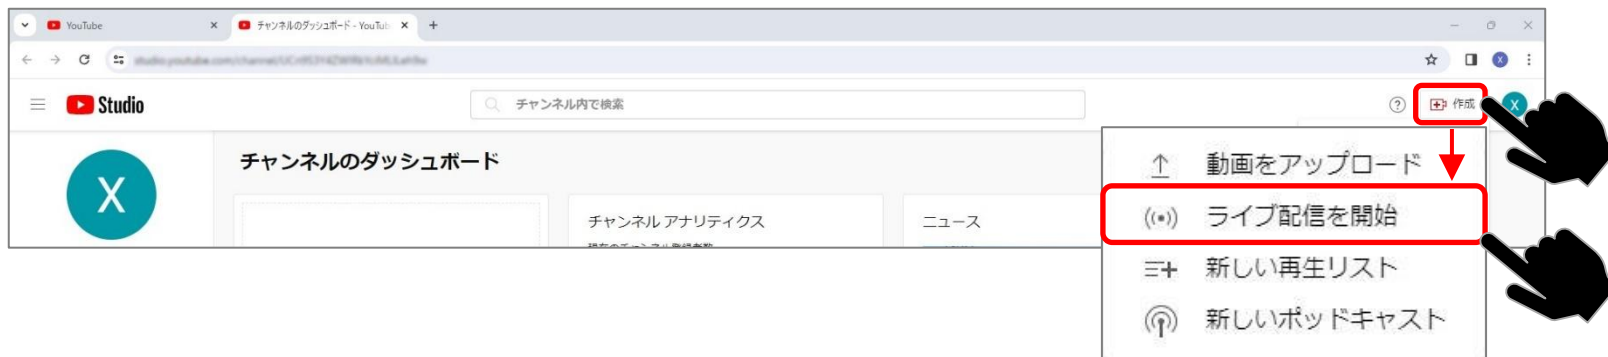 YouTube
チャンネルのダッシュボード - YouTub
Studio
チャンネル内で検索
作成
X
X
チャンネルのダッシュボード
X
チャンネル アナリティクス
ニュース
動画をアップロード
ライブ配信を開始
新しい再生リスト
新しいポッドキャスト